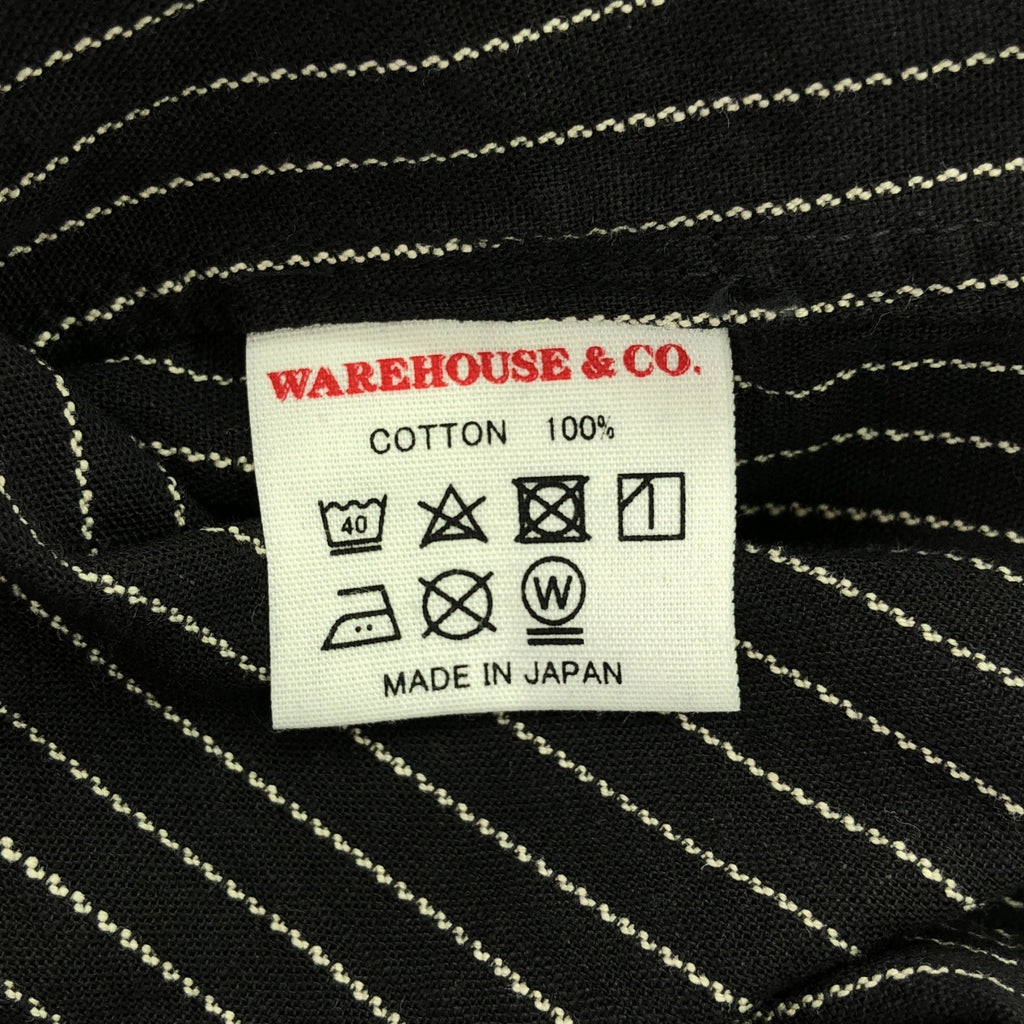 WAREHOUSE & CO.
COTTON 100%
40
W
MADE IN JAPAN